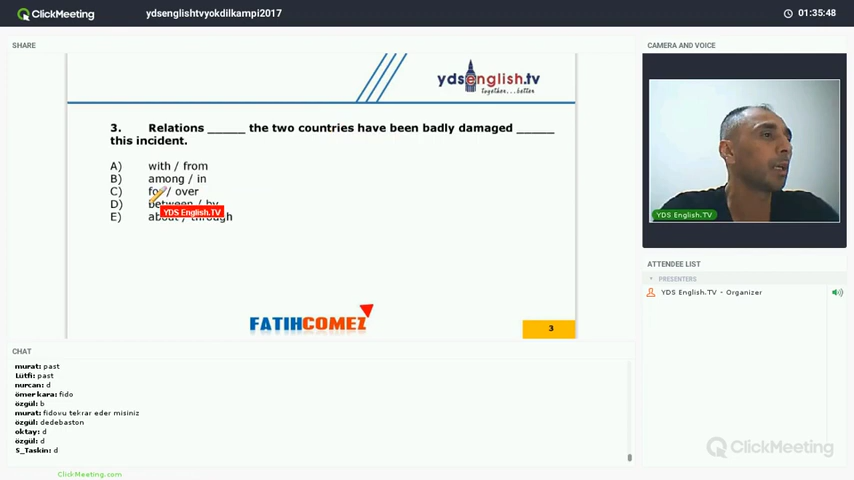 ClickMeeting
ydsenglishtvyokdilkampi2017
01:35:48
SHARE
CAMERA AND VOICE
ydsenglish.tv
together,..better
3. Relations _____ the two countries have been badly damaged _____
this incident.
A) with / from
B) among / in
C) for / over
D) between / by
YDS English.TV
E) about / through
FATIHCOMEZ
3
YDS English.TV
ATTENDEE LIST
PRESENTERS
YDS English.TV - Organizer
CHAT
murat: past
Lütfi: past
nurcan: d
ömer kara: fido
özgül: b
murat: fidovu tekrar eder misiniz
özgül: dedebaston
oktay: d
özgül: d
S_Taskin: d
ClickMeeting
ClickMeeting.com